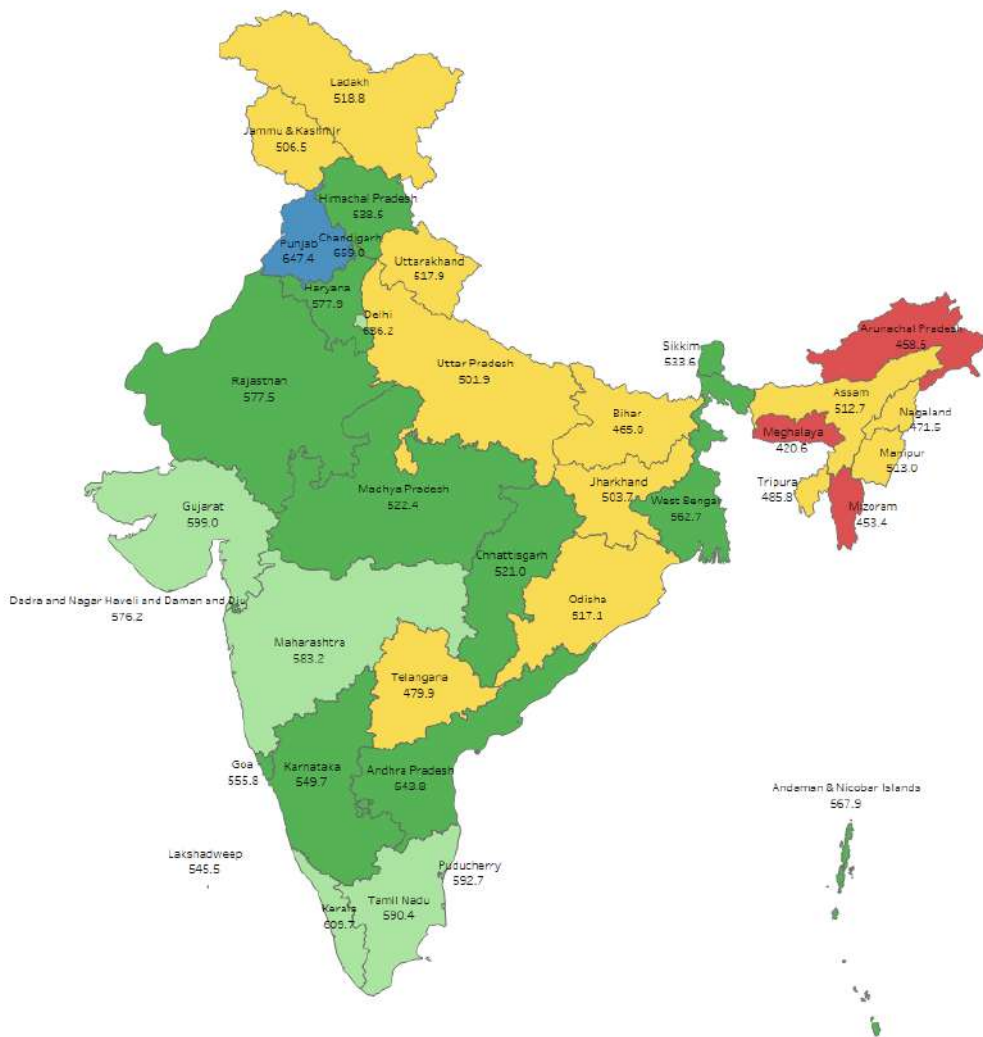 Ladakh
518.8
Jammu & Kashmir
506.5
Himachal Pradesh
Punjab
647.4
Chandigarh
659.0
Uttarakhand
517.9
Haryana
577.9
Delhi
636.2
Arunachal Pradesh
458.5
Sikkim
533.6
Rajasthan
577.5
Uttar Pradesh
501.9
Assam
512.7
Bihar
465.0
Nagaland
471.5
Meghalaya
420.6
Manipur
513.0
Jharkhand
503.7
Tripura
485.8
Madhya Pradesh
522.4
West Bengal
562.7
Mizoram
453.4
Gujarat
599.0
Chhattisgarh
521.0
Dadra and Nagar Haveli and Daman and Diu
576.2
Odisha
517.1
Maharashtra
583.2
Telangana
479.9
Goa
555.8
Karnataka
549.7
Andhra Pradesh
543.8
Andaman & Nicobar Islands
567.9
Lakshadweep
545.5
Puducherry
592.7
Kerala
609.7
Tamil Nadu
590.4